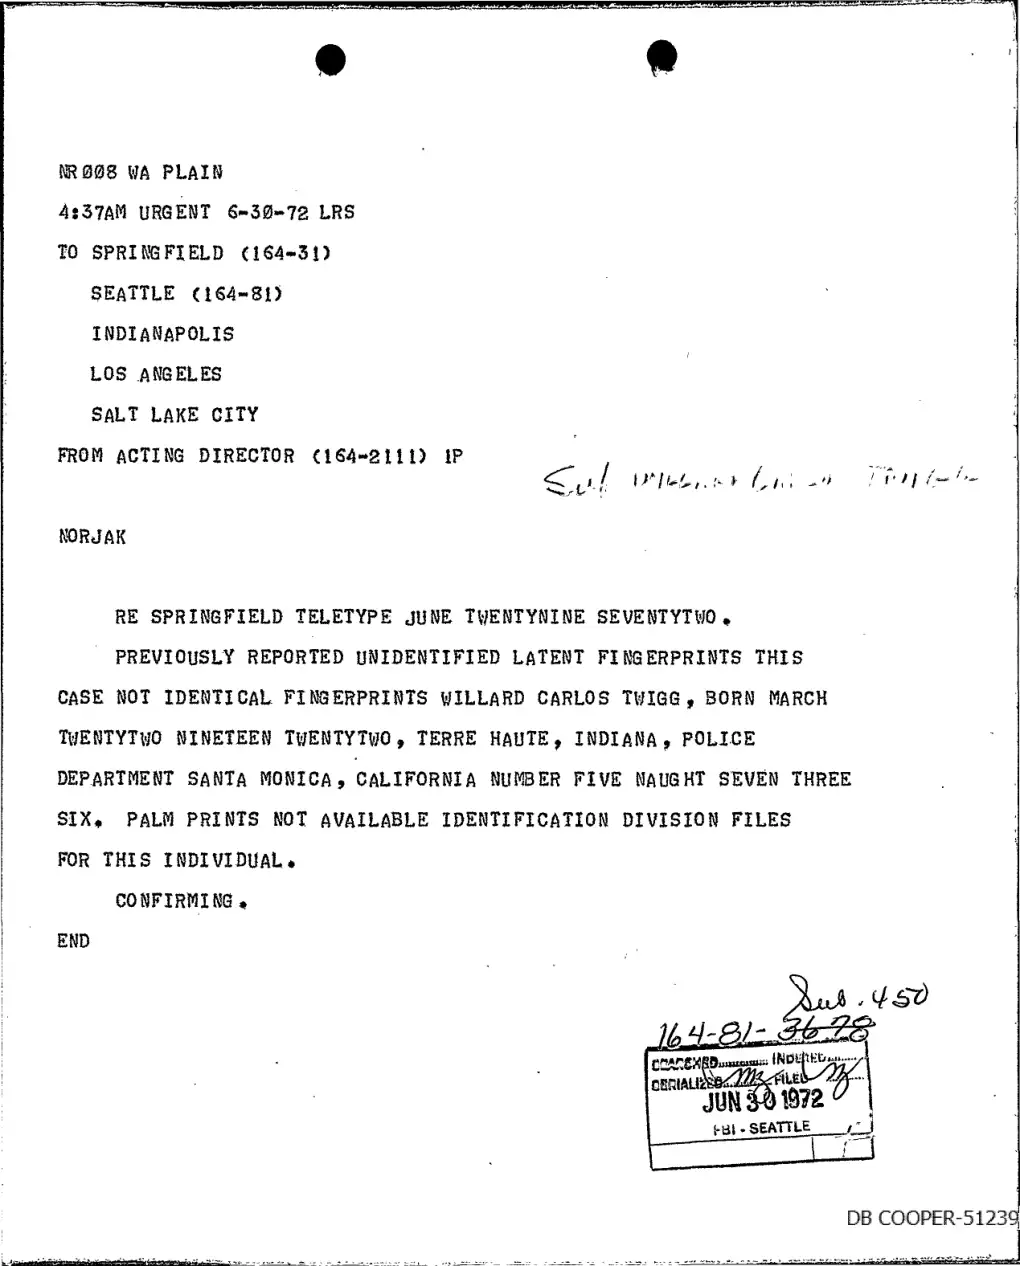 NR008 WA PLAIN
4:37AM URGENT 6-30-72 LRS
TO SPRINGFIELD (164-31)
SEATTLE (164-81)
INDIANAPOLIS
LOS ANGELES
SALT LAKE CITY
FROM ACTING DIRECTOR (164-2111) 1P
NORJAK
RE SPRINGFIELD TELETYPE JUNE TWENTYNINE SEVENTYTWO.
PREVIOUSLY REPORTED UNIDENTIFIED LATENT FINGERPRINTS THIS
CASE NOT IDENTICAL FINGERPRINTS WILLARD CARLOS TWIGG, BORN MARCH
TWENTYTWO NINETEEN TWENTYTWO, TERRE HAUTE, INDIANA, POLICE
DEPARTMENT SANTA MONICA, CALIFORNIA NUMBER FIVE NAUGHT SEVEN THREE
SIX. PALM PRINTS NOT AVAILABLE IDENTIFICATION DIVISION FILES
FOR THIS INDIVIDUAL.
CONFIRMING.
END
Sub. 450
164-81-3678
INDEXED
SERIALIZED FILED
JUN 30 1972
FBI - SEATTLE
DB COOPER-51239